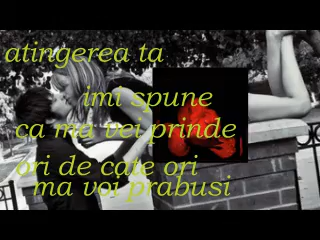 atingerea ta
imi spune
ca ma vei prinde
ori de cate ori
ma voi prabusi